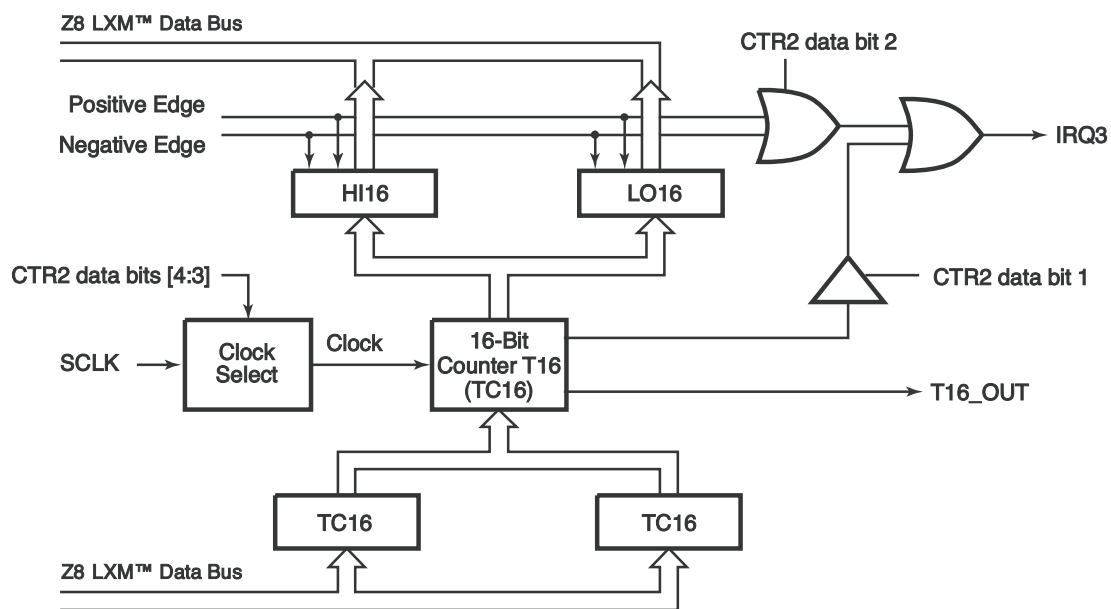 Z8 LXM™ Data Bus
CTR2 data bit 2
Positive Edge
Negative Edge
IRQ3
HI16
LO16
CTR2 data bits [4:3]
CTR2 data bit 1
SCLK
Clock
Select
Clock
16-Bit
Counter T16
(TC16)
T16_OUT
TC16
TC16
Z8 LXM™ Data Bus